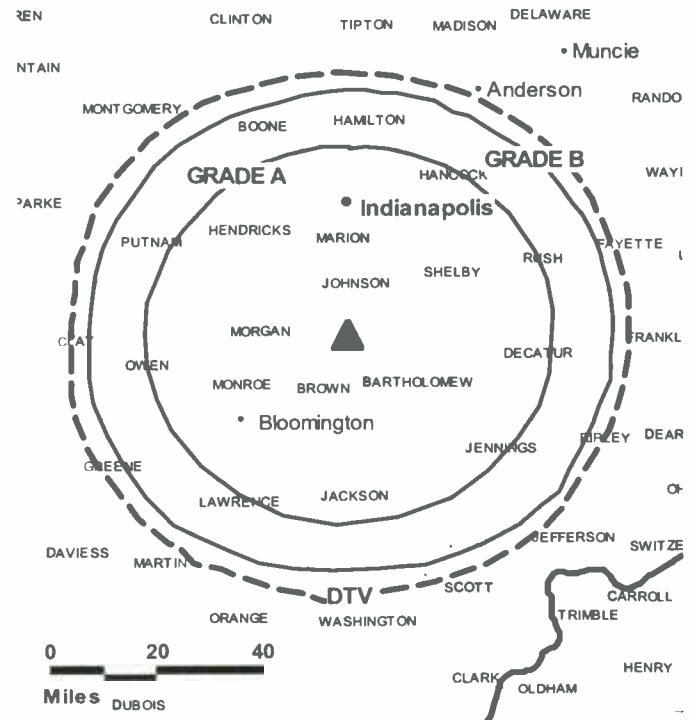 DELAWARE
CLINTON
TIPTON
MADISON
Muncie
Anderson
MONTGOMERY
BOONE
HAMILTON
GRADE B
GRADE A
HANCOCK
Indianapolis
PUTNAM
HENDRICKS
MARION
FAYETTE
RUSH
SHELBY
JOHNSON
MORGAN
CLAY
FRANKL
DECATUR
OWEN
MONROE
BROWN
BARTHOLOMEW
Bloomington
RIPLEY
DEAR
JENNINGS
GREENE
LAWRENCE
JACKSON
JEFFERSON
SWITZE
DAVIESS
MARTIN
SCOTT
DTV
CARROLL
TRIMBLE
ORANGE
WASHINGTON
0 20 40
HENRY
CLARK
OLDHAM
Miles
DUBOIS
REN
NTAIN
RANDO
WAYI
PARKE
OH